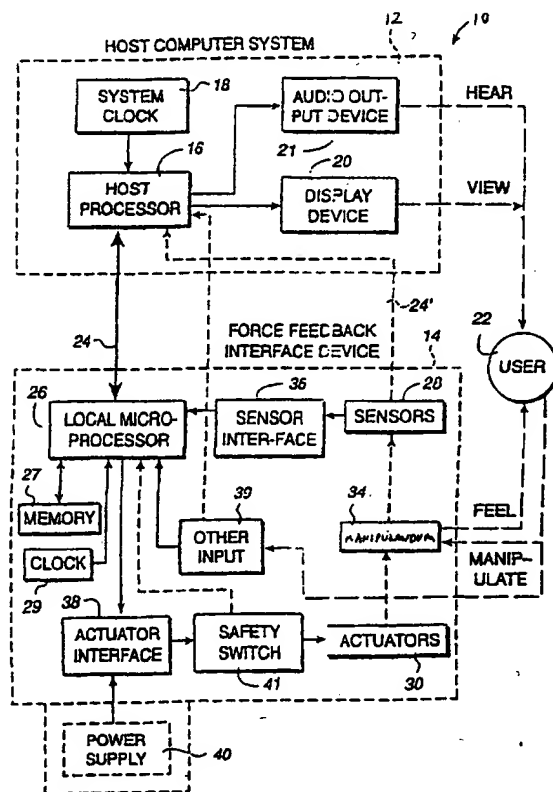 12
10
HOST COMPUTER SYSTEM
SYSTEM
CLOCK
18
AUDIO OUT-
PUT DEVICE
HEAR
21
20
16
HOST
PROCESSOR
DISPLAY
DEVICE
VIEW
24'
24
FORCE FEEDBACK
INTERFACE DEVICE
14
22
USER
26
36
28
LOCAL MICRO-
PROCESSOR
SENSOR
INTER-FACE
SENSORS
27
MEMORY
39
34
MANIPULANDUM
FEEL
OTHER
INPUT
MANIP-
ULATE
CLOCK
29
38
ACTUATOR
INTERFACE
SAFETY
SWITCH
ACTUATORS
41
30
POWER
SUPPLY
40